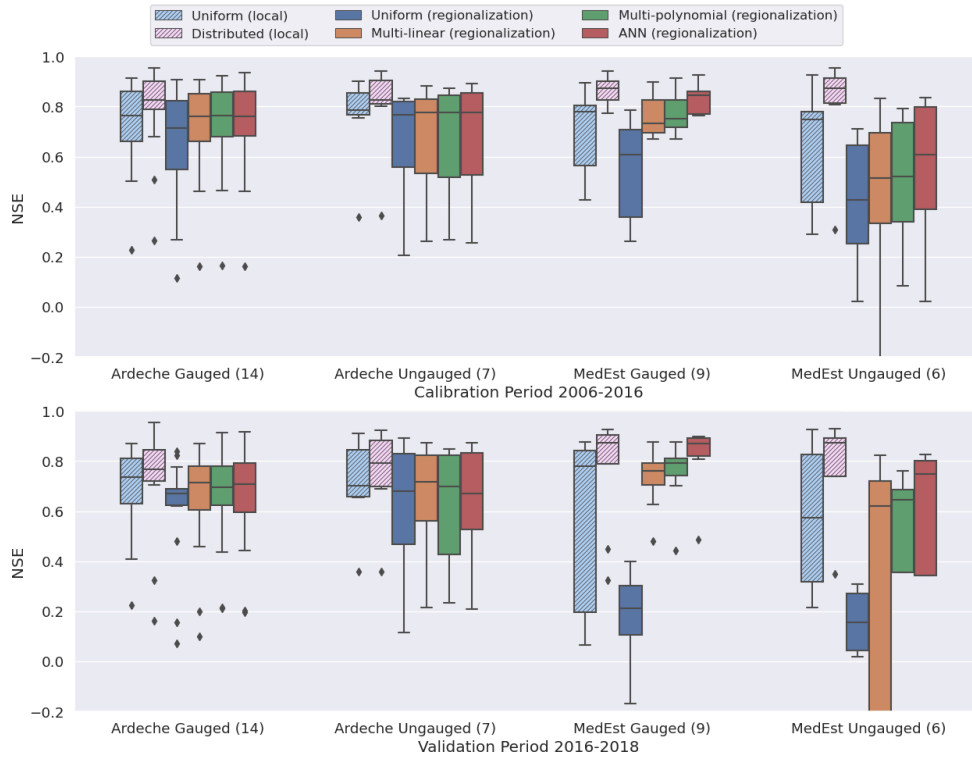 Uniform (local) Uniform (regionalization) Multi-polynomial (regionalization)
Distributed (local) Multi-linear (regionalization) ANN (regionalization)
1.0
0.8
0.6
NSE
0.4
0.2
0.0
−0.2
Ardeche Gauged (14) Ardeche Ungauged (7) MedEst Gauged (9) MedEst Ungauged (6)
Calibration Period 2006-2016
1.0
0.8
0.6
NSE
0.4
0.2
0.0
−0.2
Ardeche Gauged (14) Ardeche Ungauged (7) MedEst Gauged (9) MedEst Ungauged (6)
Validation Period 2016-2018